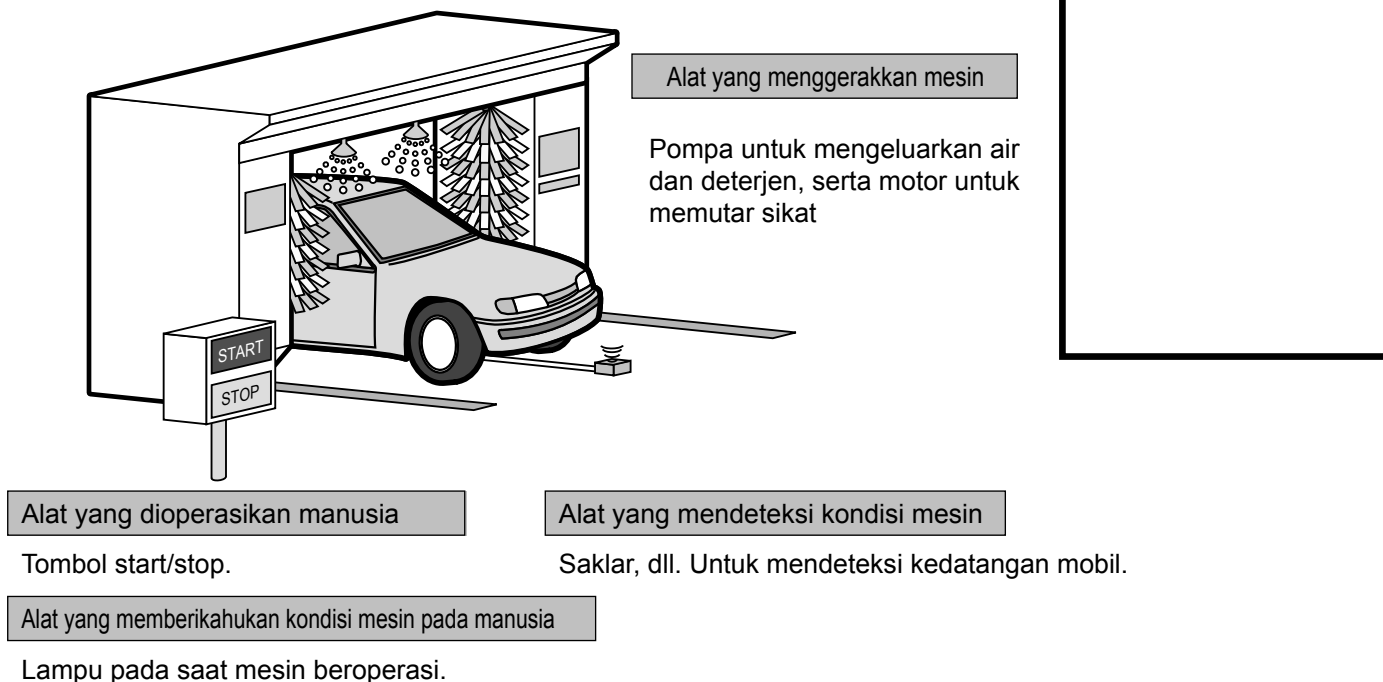 Alat yang menggerakkan mesin
Pompa untuk mengeluarkan air
dan deterjen, serta motor untuk
memutar sikat
START
STOP
Alat yang dioperasikan manusia
Tombol start/stop.
Alat yang mendeteksi kondisi mesin
Saklar, dll. Untuk mendeteksi kedatangan mobil.
Alat yang memberikahukan kondisi mesin pada manusia
Lampu pada saat mesin beroperasi.